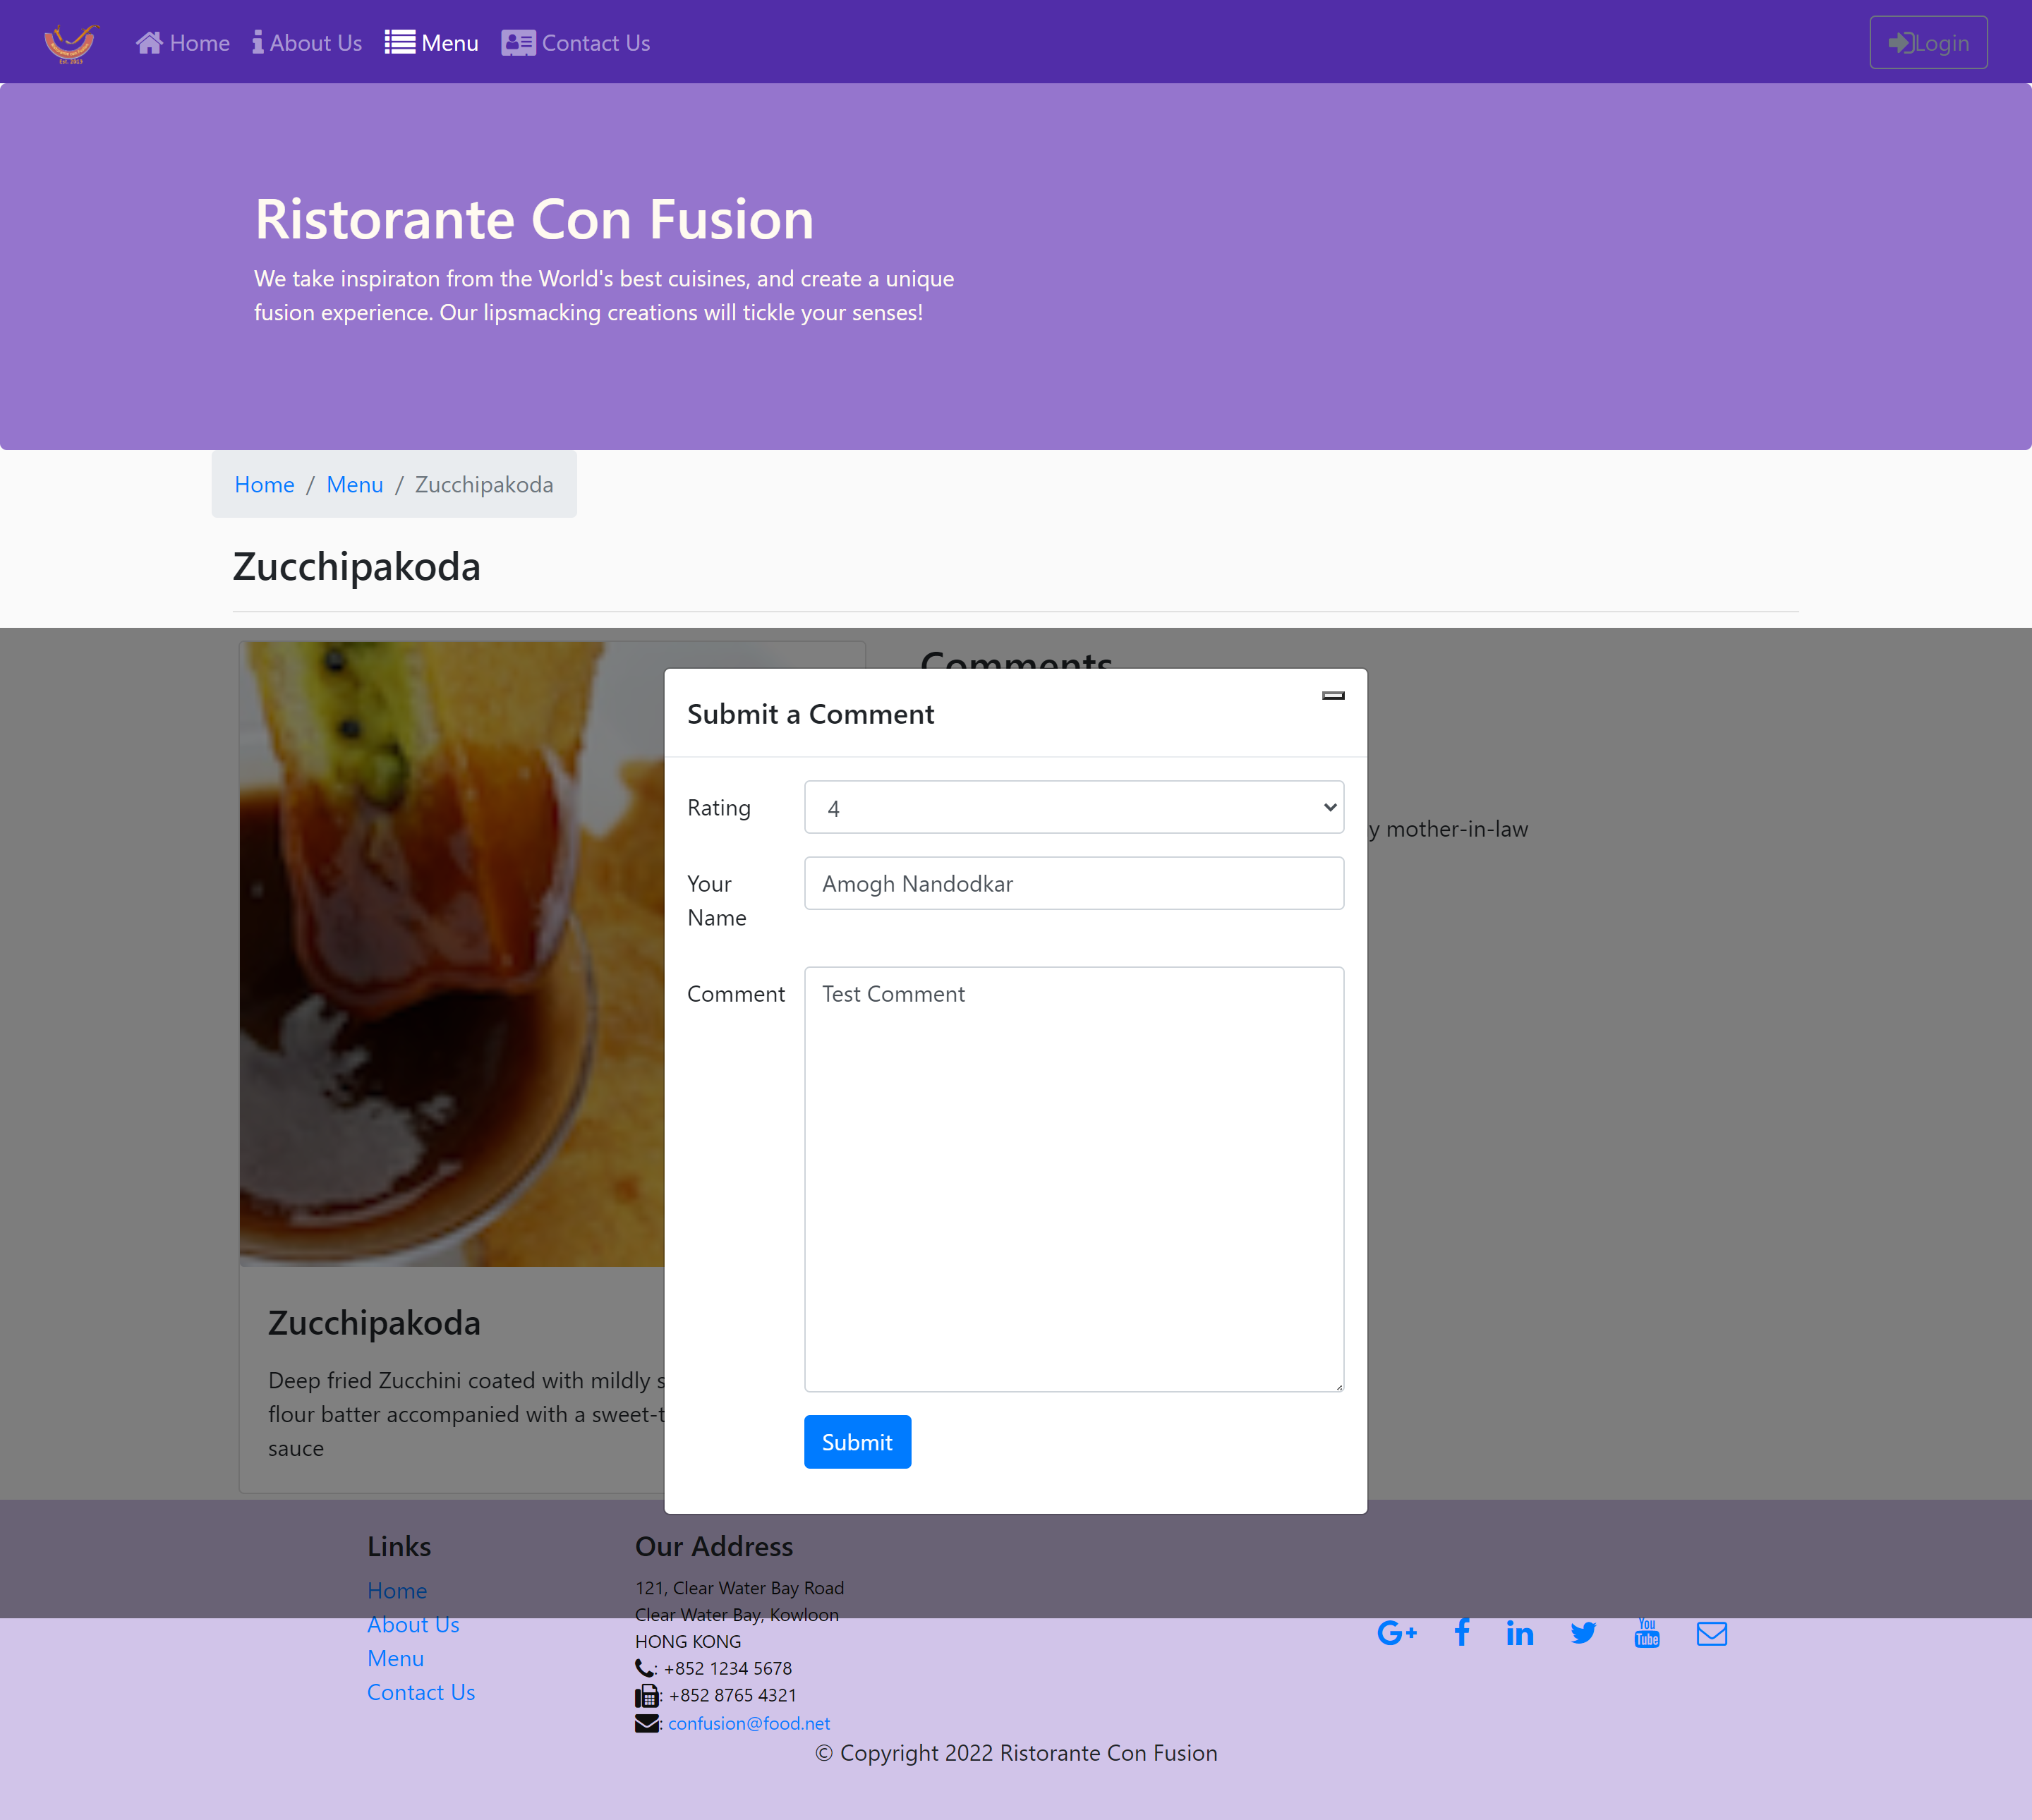 Home About Us Menu Contact Us Login
Est. 2013
Ristorante Con Fusion
We take inspiraton from the World's best cuisines, and create a unique
fusion experience. Our lipsmacking creations will tickle your senses!
Home / Menu / Zucchipakoda
Zucchipakoda
Comments
Submit a Comment
Rating 4
y mother-in-law
Your Name
Amogh Nandodkar
Comment
Test Comment
Submit
Zucchipakoda
Deep fried Zucchini coated with mildly s
flour batter accompanied with a sweet-t
sauce
Links
Home
About Us
Menu
Contact Us
Our Address
121, Clear Water Bay Road
Clear Water Bay, Kowloon
HONG KONG
: +852 1234 5678
: +852 8765 4321
: confusion@food.net
G+ f in You Tube
© Copyright 2022 Ristorante Con Fusion